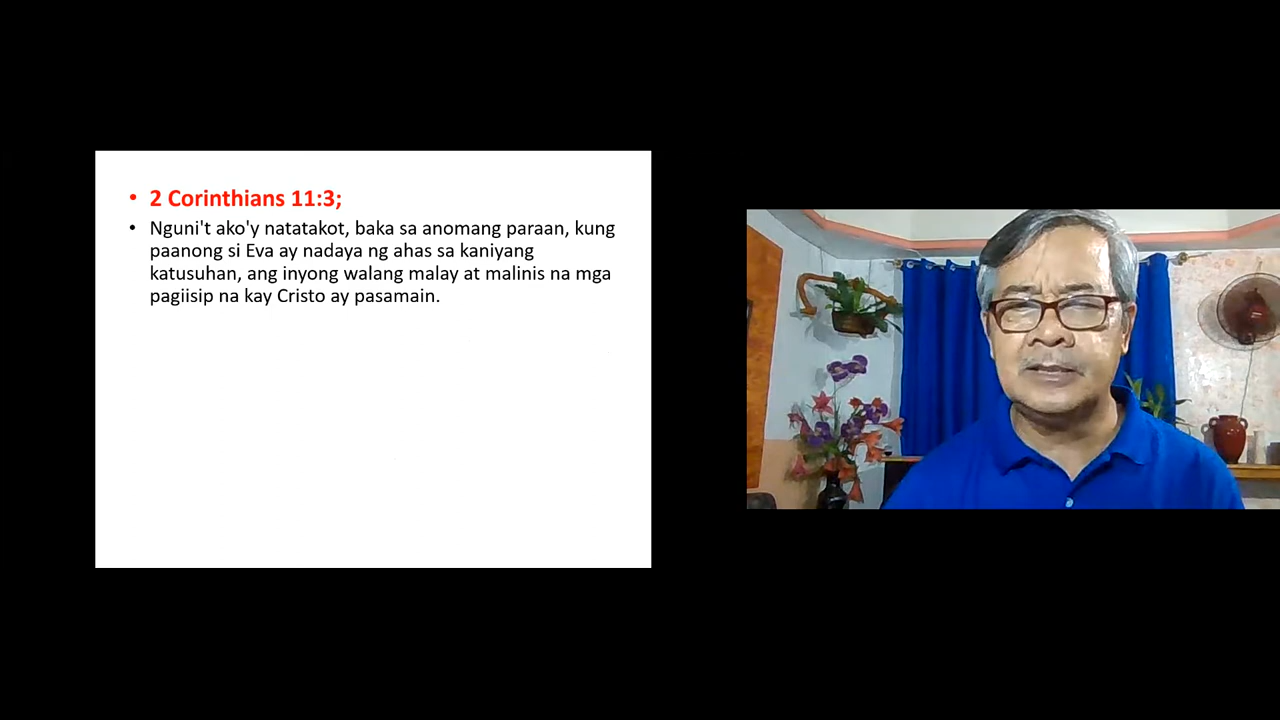 • 2 Corinthians 11:3;
• Nguni't ako'y natatakot, baka sa anomang paraan, kung
paanong si Eva ay nadaya ng ahas sa kaniyang
katusuhan, ang inyong walang malay at malinis na mga
pagiisip na kay Cristo ay pasamain.